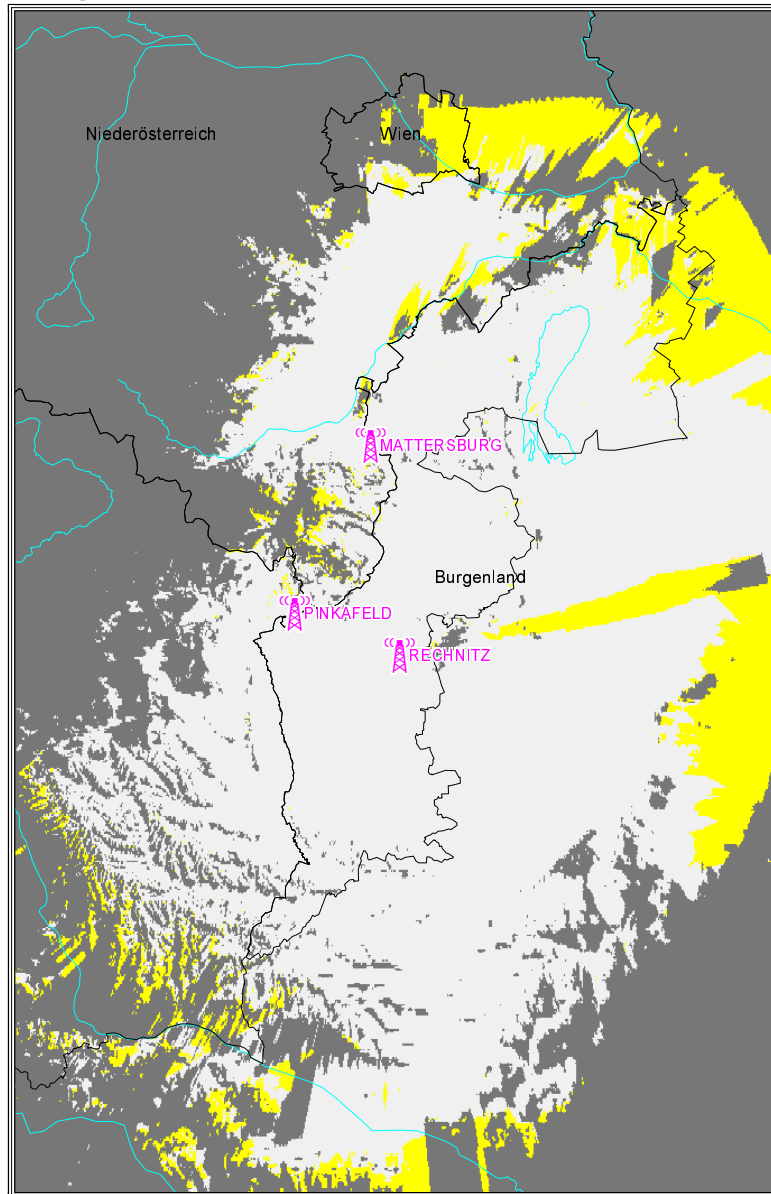 Niederösterreich
Wien
MATTERSBURG
Burgenland
PINKAFELD
RECHNITZ